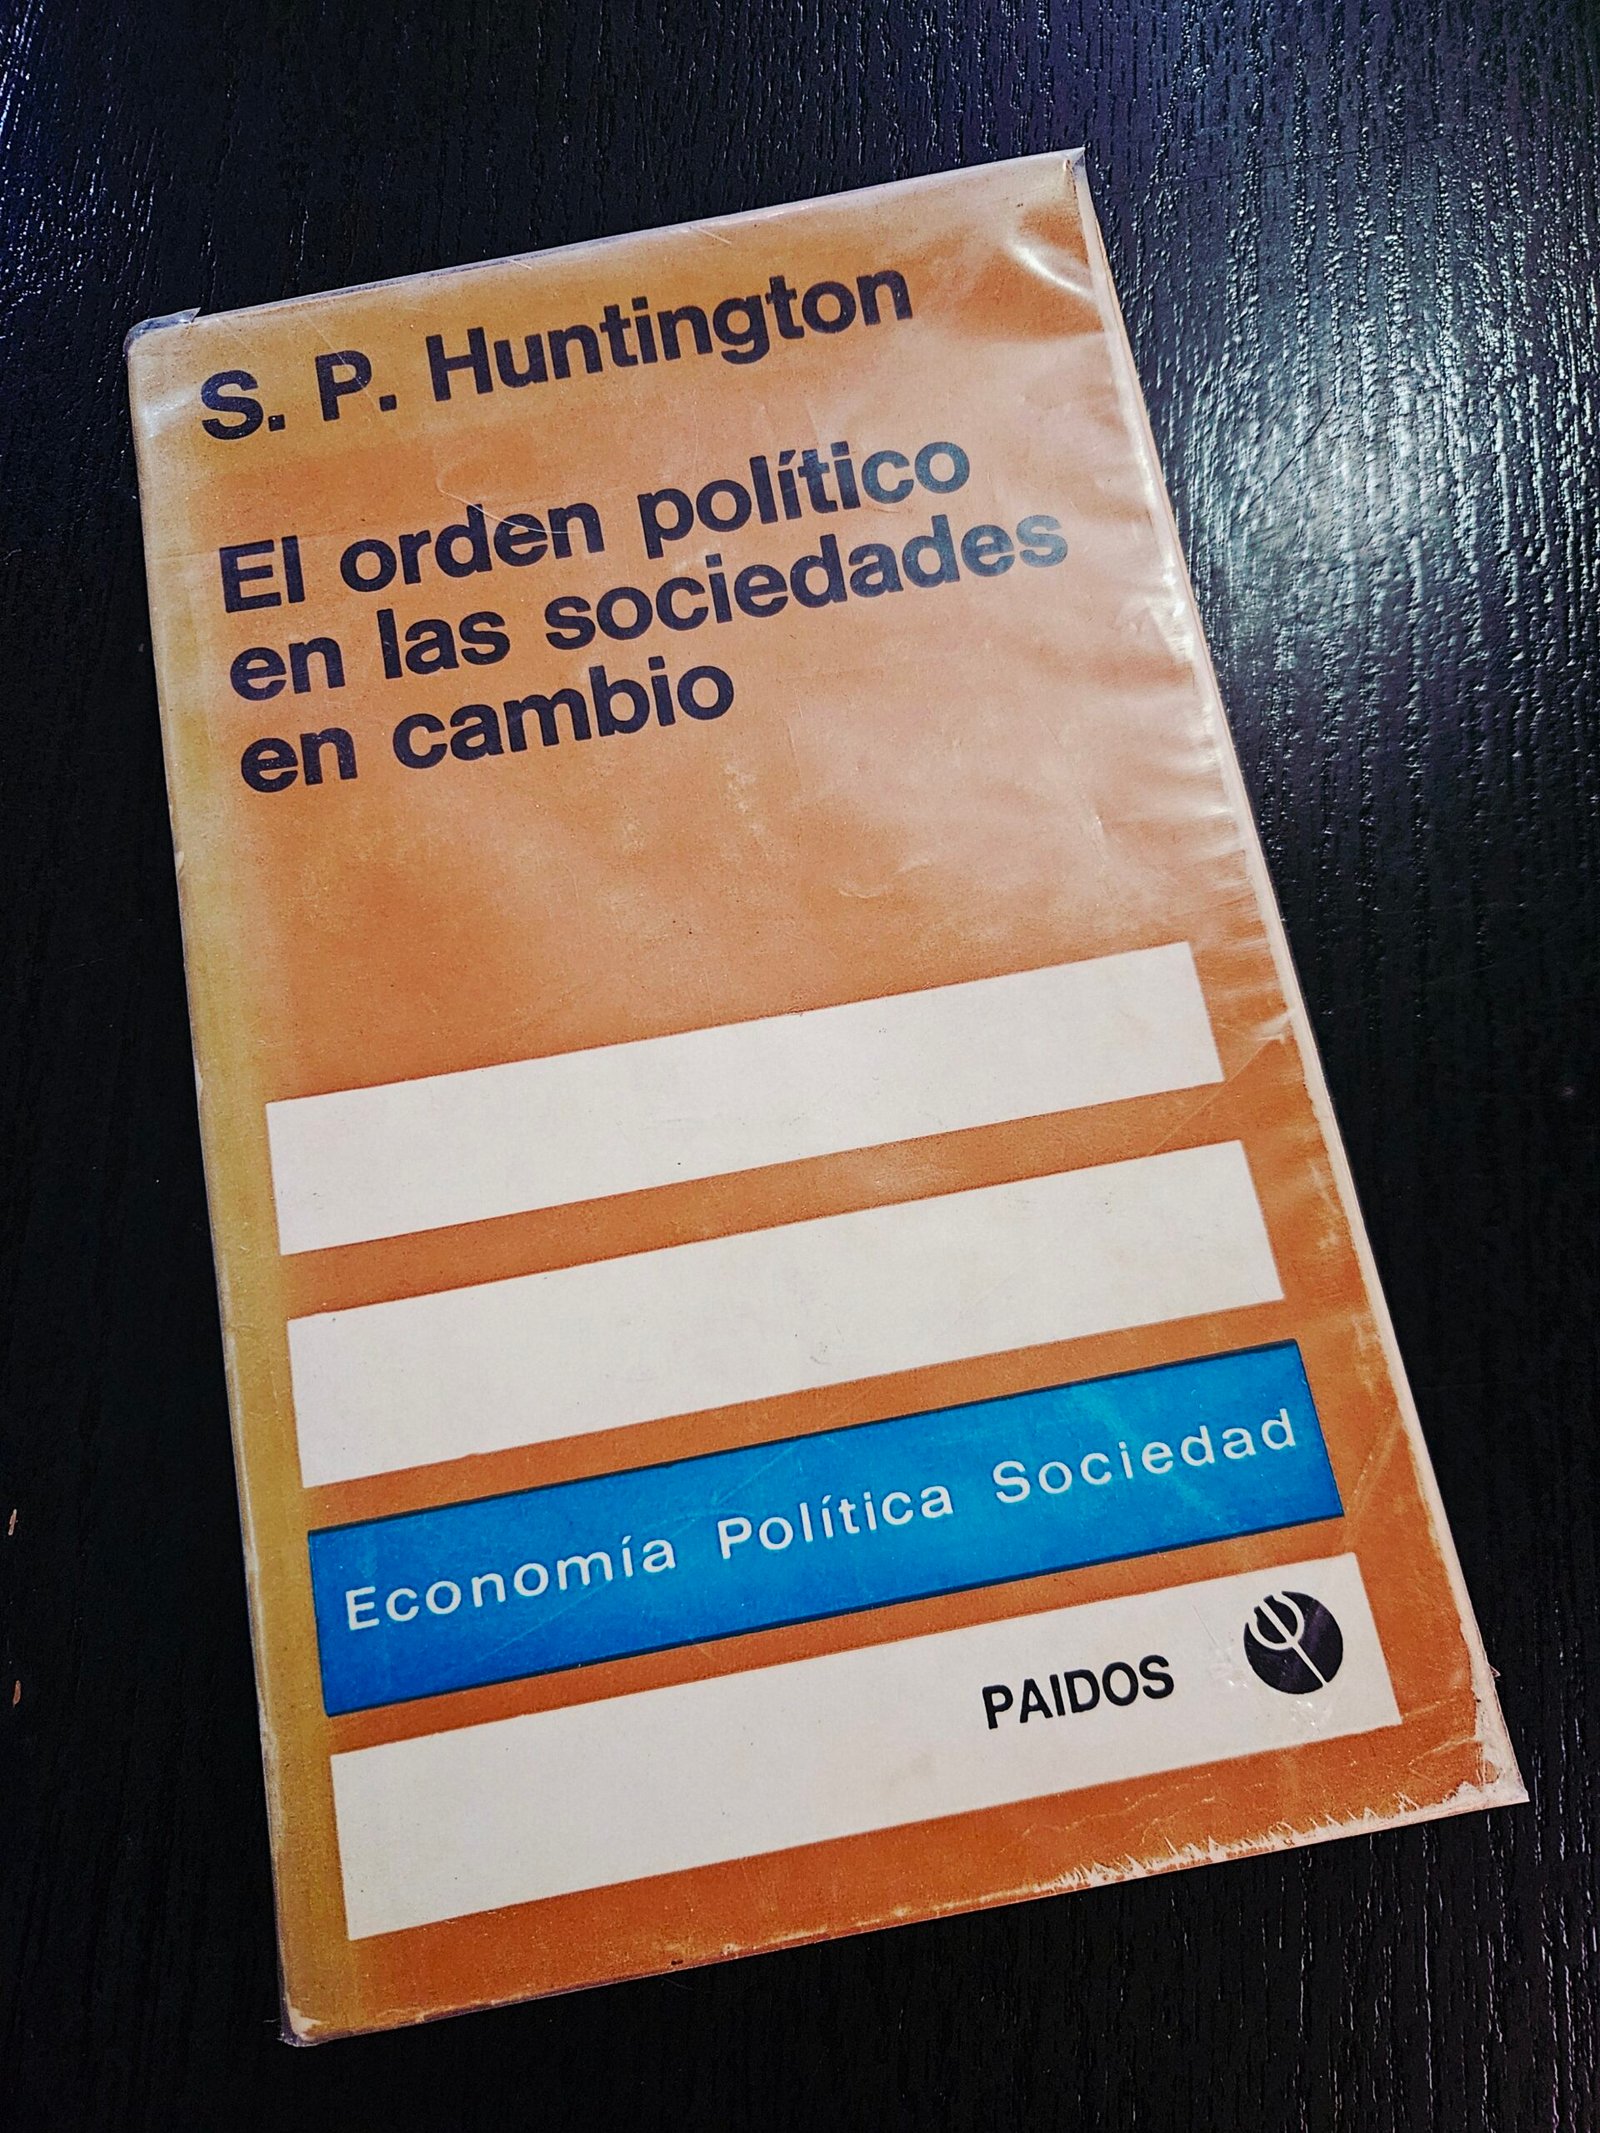 S. P. Huntington
El orden político
en las sociedades
en cambio
Economía Política Sociedad
PAIDOS